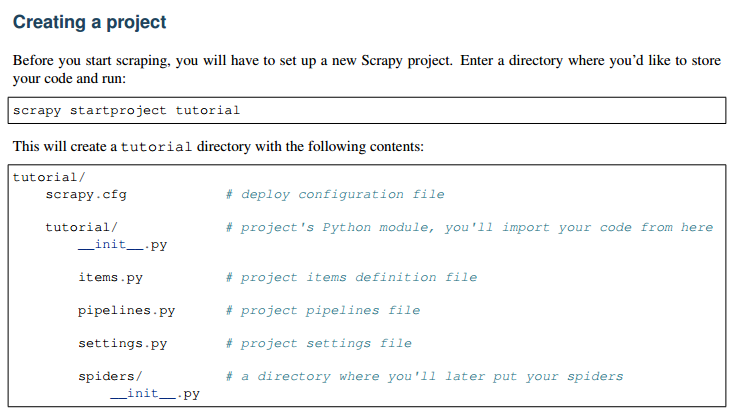 Creating a project
Before you start scraping, you will have to set up a new Scrapy project. Enter a directory where you’d like to store
your code and run:
scrapy startproject tutorial
This will create a tutorial directory with the following contents:
tutorial/
    scrapy.cfg            # deploy configuration file
    tutorial/             # project's Python module, you'll import your code from here
        __init__.py
        items.py          # project items definition file
        pipelines.py      # project pipelines file
        settings.py       # project settings file
        spiders/          # a directory where you'll later put your spiders
            __init__.py